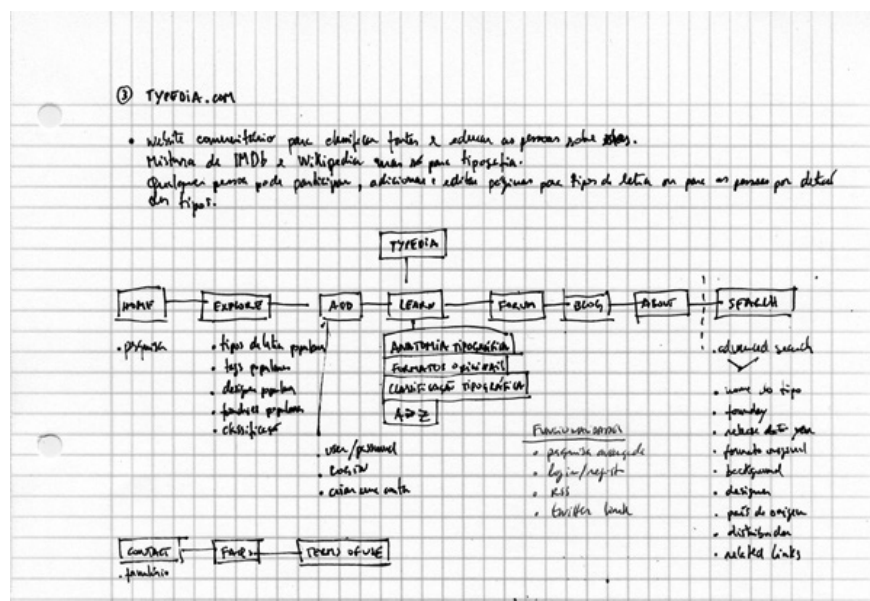 ③ TYPEDIA.COM
• website comunitário para classificar fontes e educar as pessoas sobre
Mistura de IMDb e Wikipedia mas só para tipografia.
Qualquer pessoa pode participar, adicionar e editar páginas para tipos de letra ou para as pessoas por detrás
dos tipos.
TYPEDIA
HOME
EXPLORE
ADD
LEARN
FORUM
BLOG
ABOUT
SEARCH
• pesquisa
• tipos de letra populares
• tags populares
• designers populares
• foundries populares
• classificação
• user/password
• LOGIN
• criar uma conta
ANATOMIA TIPOGRÁFICA
FORMATOS ORIGINAIS
CLASSIFICAÇÃO TIPOGRÁFICA
A → Z
FUNCIONALIDADES
• pesquisa avançada
• login/regist
• RSS
• twitter link
• advanced search
• nome do tipo
• foundry
• release date year
• formato original
• background
• designer
• país de origem
• distribuidor
• related links
CONTACT
FAQs
TERMS OF USE
• formulário